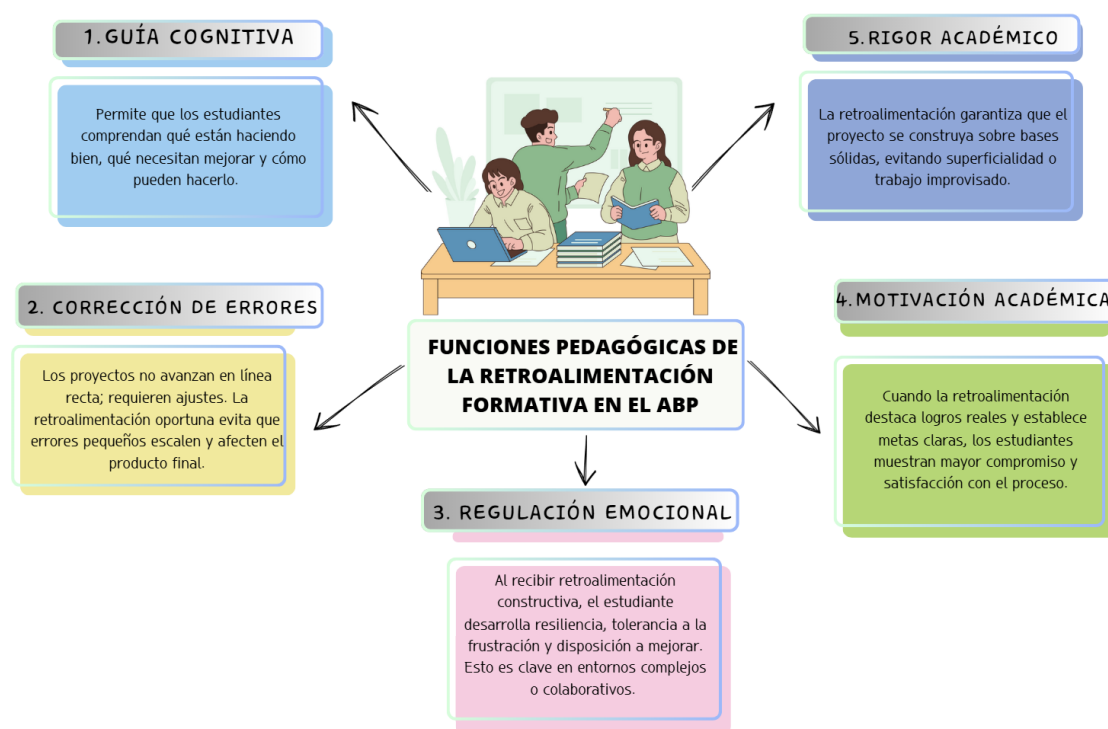 1. GUÍA COGNITIVA
Permite que los estudiantes
comprendan qué están haciendo
bien, qué necesitan mejorar y cómo
pueden hacerlo.
2. CORRECCIÓN DE ERRORES
Los proyectos no avanzan en línea
recta; requieren ajustes. La
retroalimentación oportuna evita que
errores pequeños escalen y afecten el
producto final.
FUNCIONES PEDAGÓGICAS DE
LA RETROALIMENTACIÓN
FORMATIVA EN EL ABP
3. REGULACIÓN EMOCIONAL
Al recibir retroalimentación
constructiva, el estudiante
desarrolla resiliencia, tolerancia a la
frustración y disposición a mejorar.
Esto es clave en entornos complejos
o colaborativos.
4. MOTIVACIÓN ACADÉMICA
Cuando la retroalimentación
destaca logros reales y establece
metas claras, los estudiantes
muestran mayor compromiso y
satisfacción con el proceso.
5. RIGOR ACADÉMICO
La retroalimentación garantiza que el
proyecto se construya sobre bases
sólidas, evitando superficialidad o
trabajo improvisado.